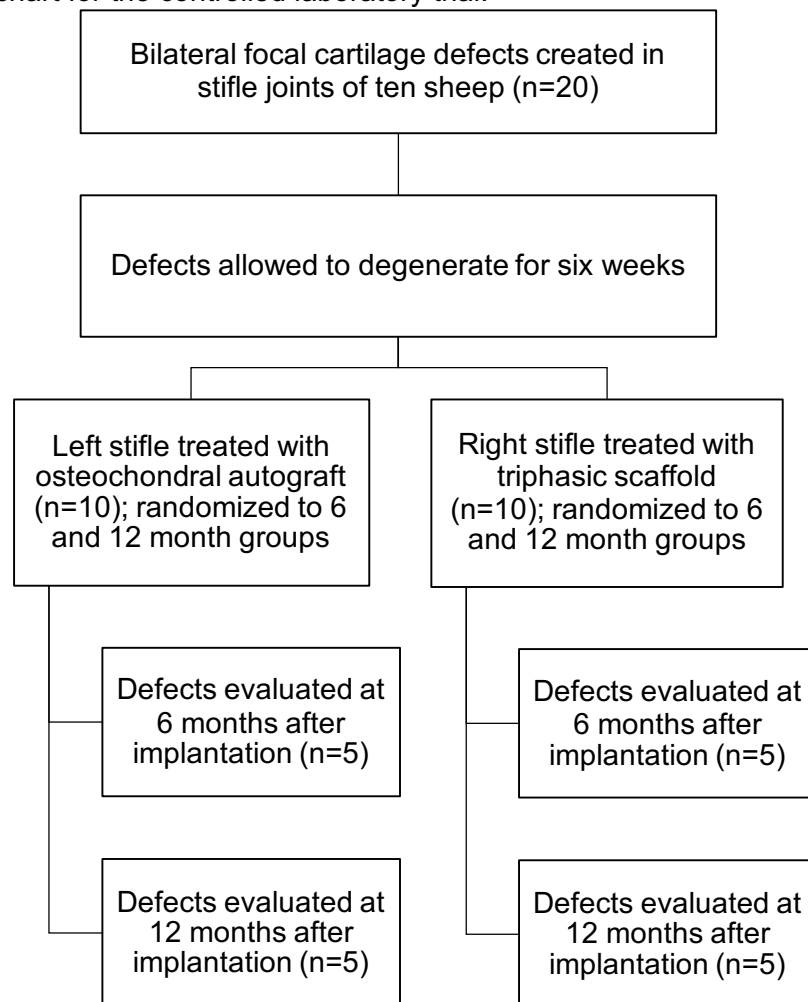 chart for the controlled laboratory trial.
Bilateral focal cartilage defects created in
stifle joints of ten sheep (n=20)
Defects allowed to degenerate for six weeks
Left stifle treated with
osteochondral autograft
(n=10); randomized to 6
and 12 month groups
Right stifle treated with
triphasic scaffold
(n=10); randomized to 6
and 12 month groups
Defects evaluated at
6 months after
implantation (n=5)
Defects evaluated at
6 months after
implantation (n=5)
Defects evaluated at
12 months after
implantation (n=5)
Defects evaluated at
12 months after
implantation (n=5)